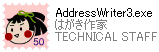 AddressWriter3.exe
はがき作家
TECHNICAL STAFF
50